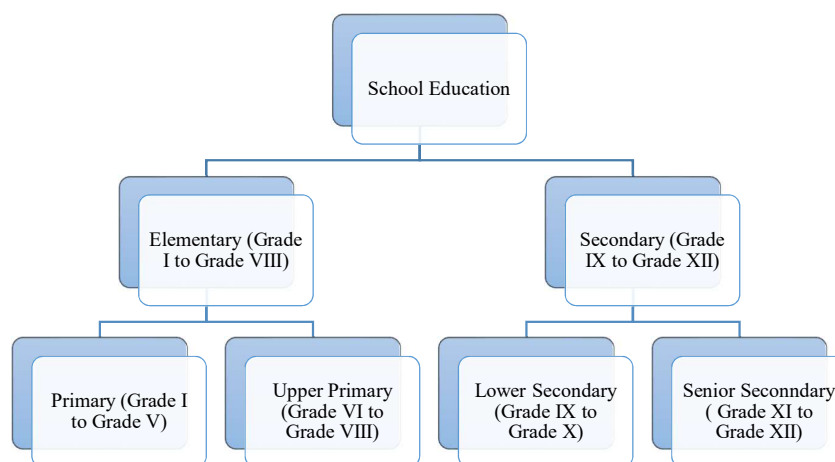 School Education
Elementary (Grade
I to Grade VIII)
Secondary (Grade
IX to Grade XII)
Primary (Grade I
to Grade V)
Upper Primary
(Grade VI to
Grade VIII)
Lower Secondary
(Grade IX to
Grade X)
Senior Seconndary
( Grade XI to
Grade XII)